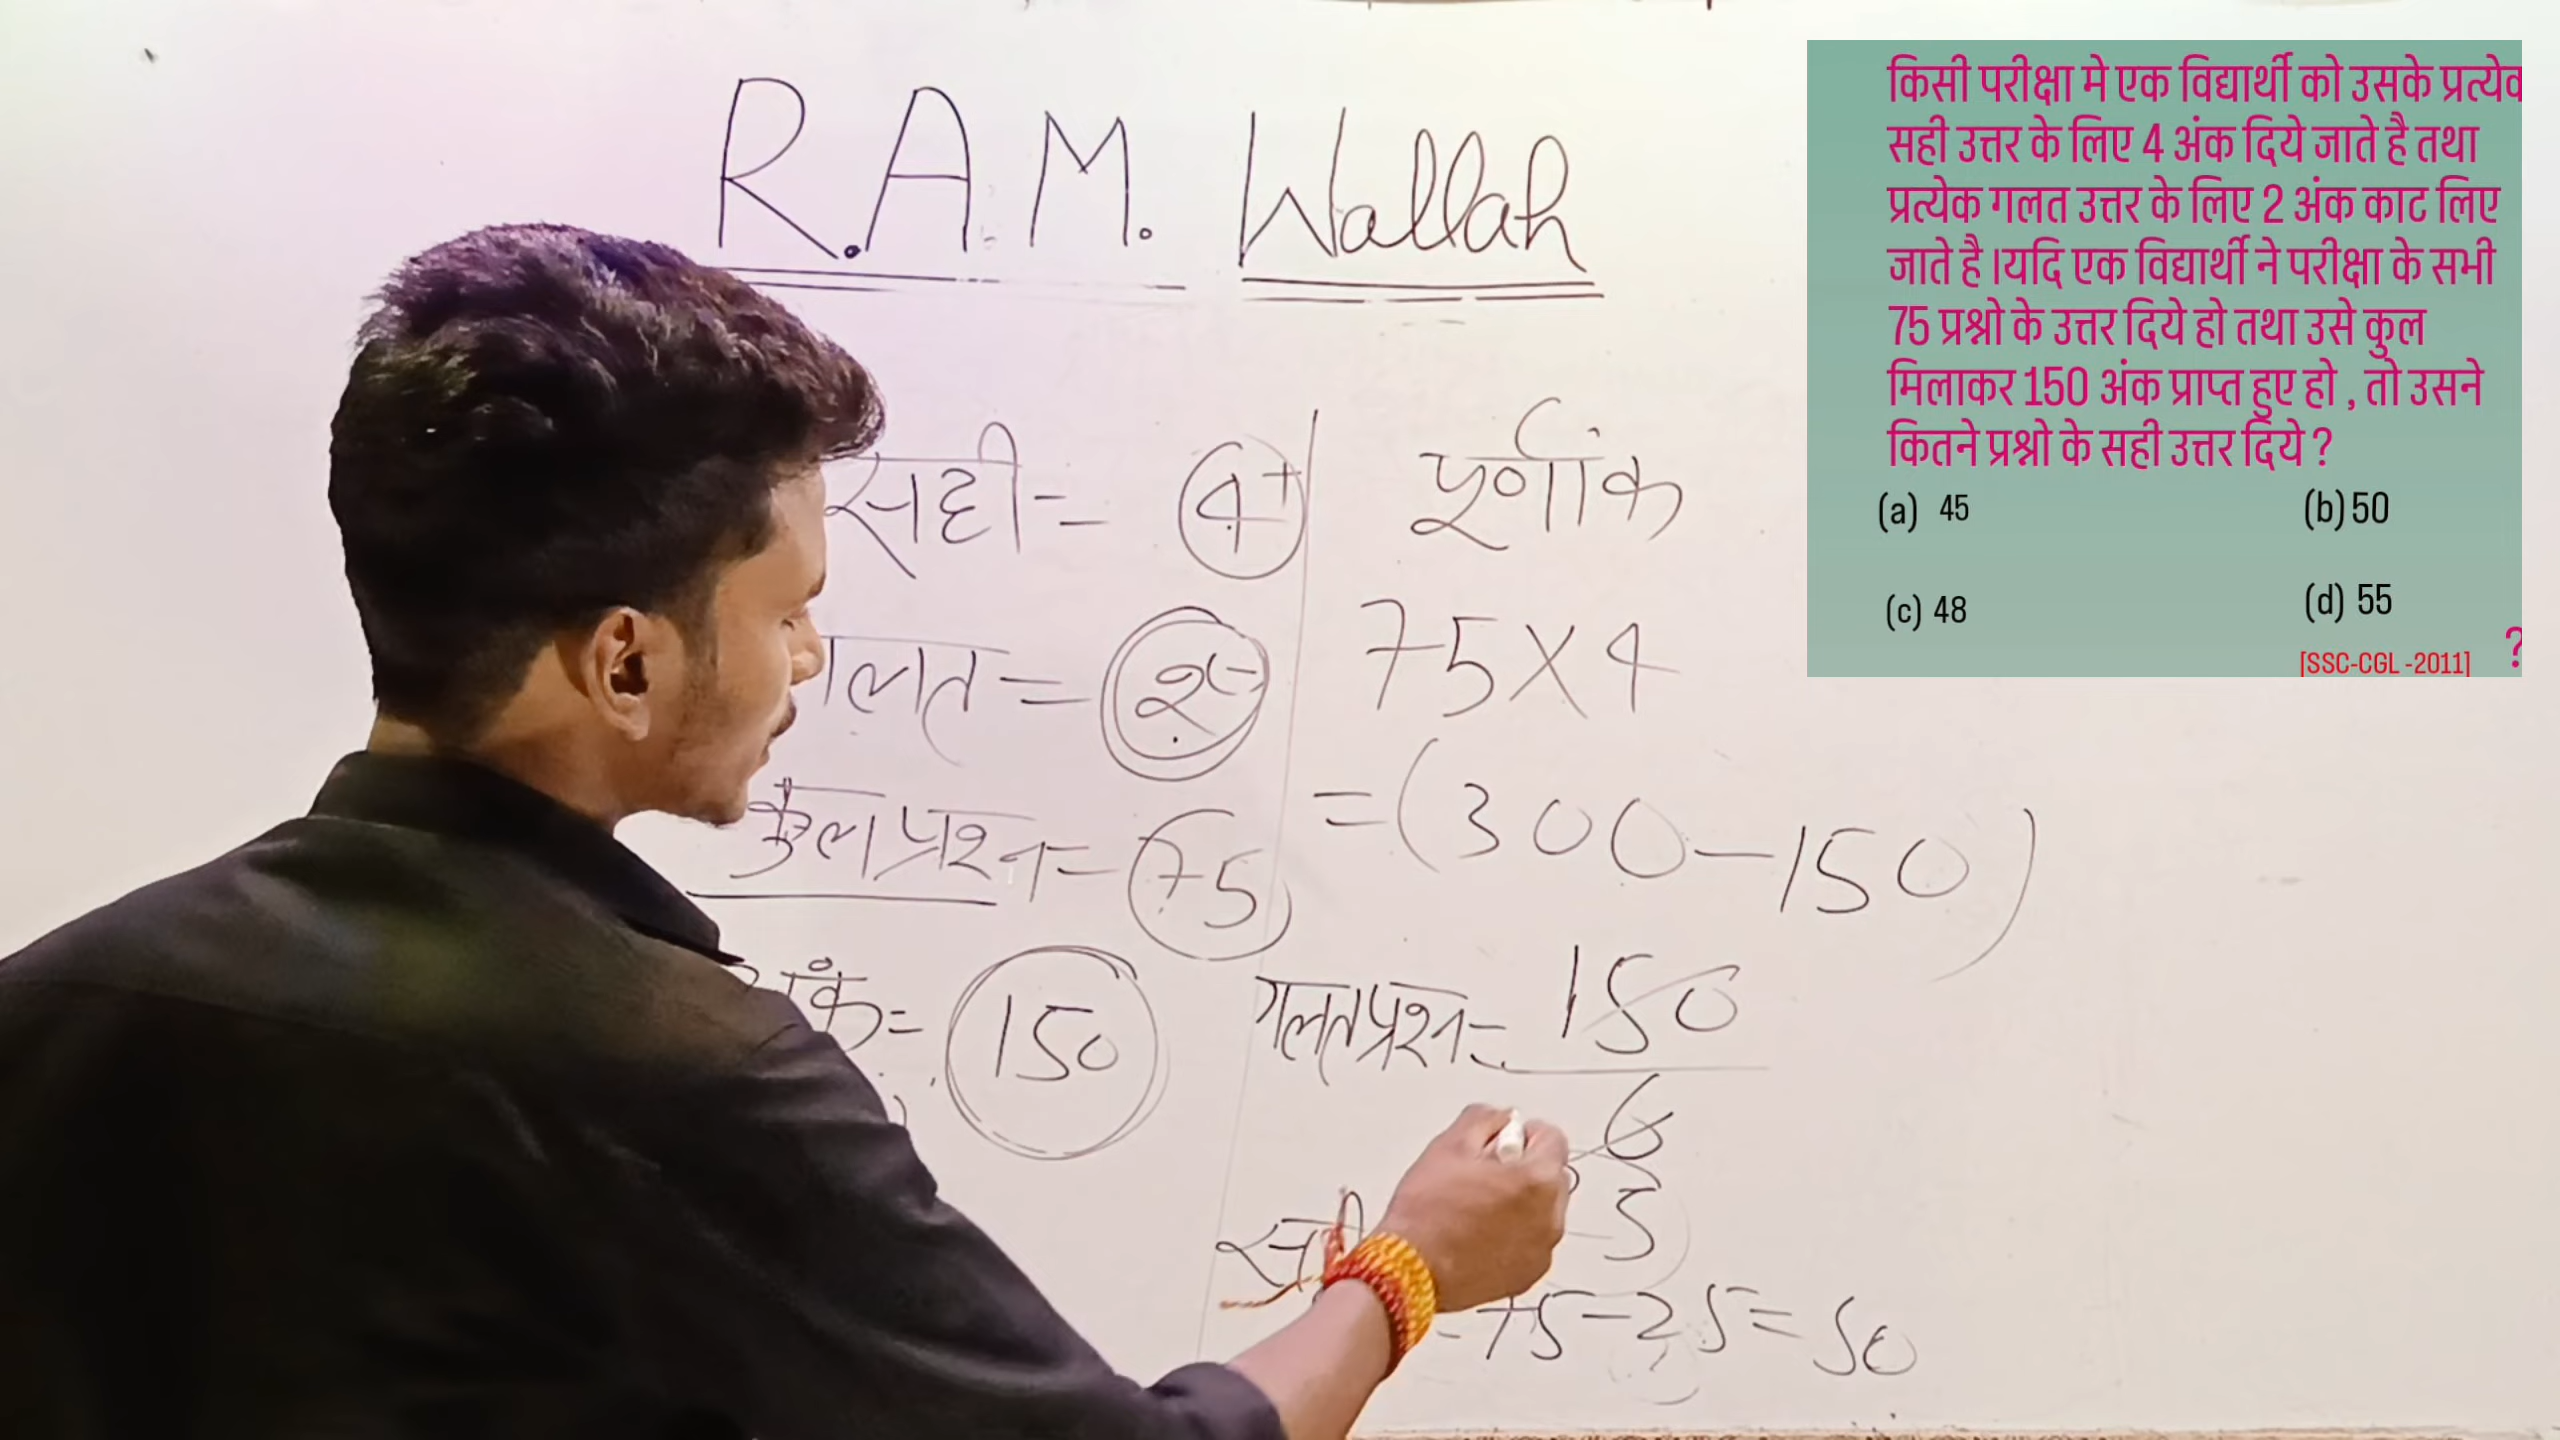 R.A.M. Wallah
सही = 4+
लत = 2(-
कुल प्रश्न = 75
ंक = 150
पूर्णांक
75×4
=(300-150)
गलत प्रश्न = 150
6
5
75-25=50
किसी परीक्षा मे एक विद्यार्थी को उसके प्रत्येक
सही उत्तर के लिए 4 अंक दिये जाते है तथा
प्रत्येक गलत उत्तर के लिए 2 अंक काट लिए
जाते है ।यदि एक विद्यार्थी ने परीक्षा के सभी
75 प्रश्नो के उत्तर दिये हो तथा उसे कुल
मिलाकर 150 अंक प्राप्त हुए हो , तो उसने
कितने प्रश्नो के सही उत्तर दिये ?
(a) 45 (b) 50
(c) 48 (d) 55
[SSC-CGL -2011] ?